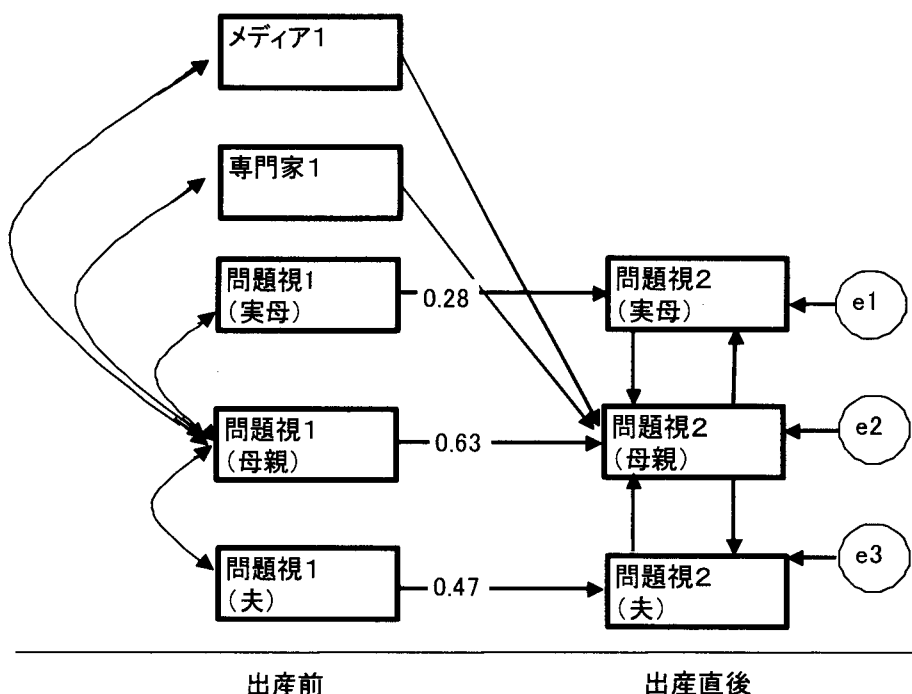 メディア1
専門家1
問題視1
(実母)
0.28
問題視2
(実母)
e1
問題視1
(母親)
0.63
問題視2
(母親)
e2
問題視1
(夫)
0.47
問題視2
(夫)
e3
出産前
出産直後